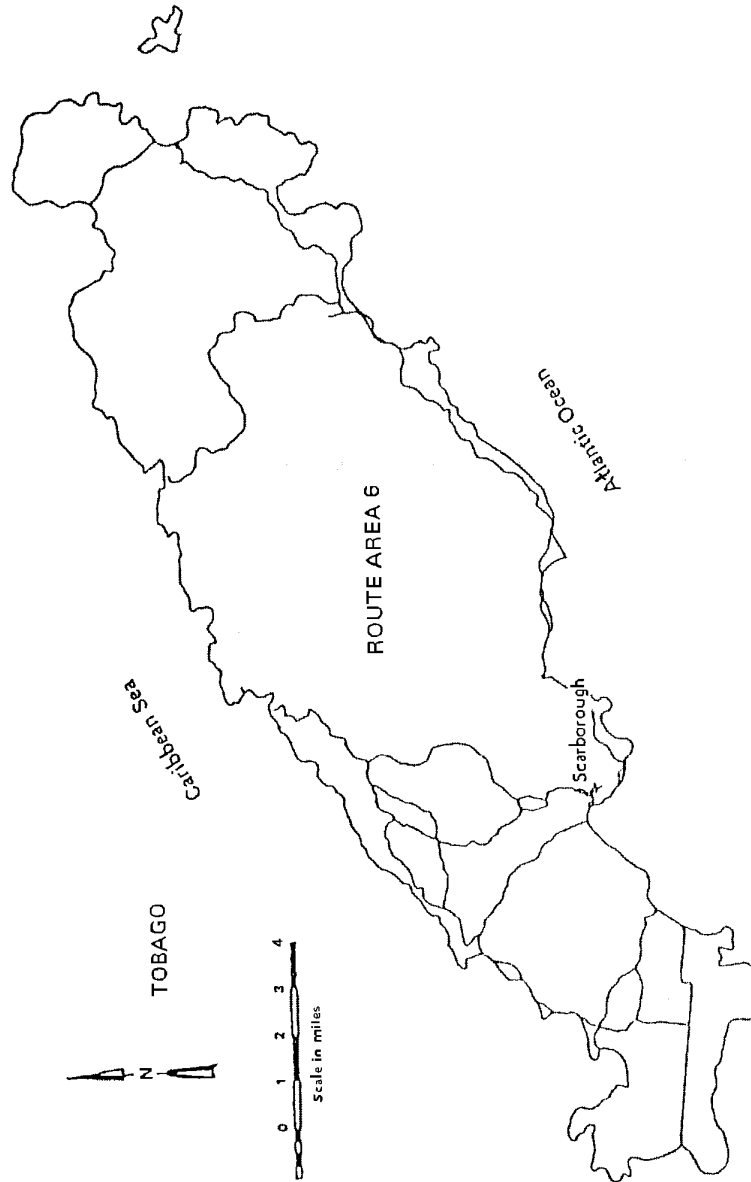 TOBAGO
Caribbean Sea
N
0 1 2 3 4
Scale in miles
ROUTE AREA 6
Scarborough
Atlantic Ocean